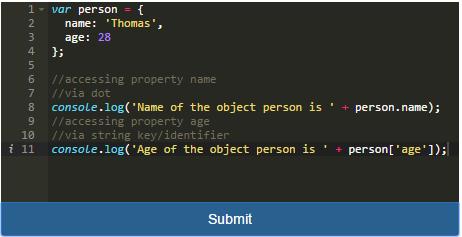 1 var person = {
2 name: 'Thomas',
3 age: 28
4 };
5
6 //accessing property name
7 //via dot
8 console.log('Name of the object person is ' + person.name);
9 //accessing property age
10 //via string key/identifier
i 11 console.log('Age of the object person is ' + person['age']);
Submit